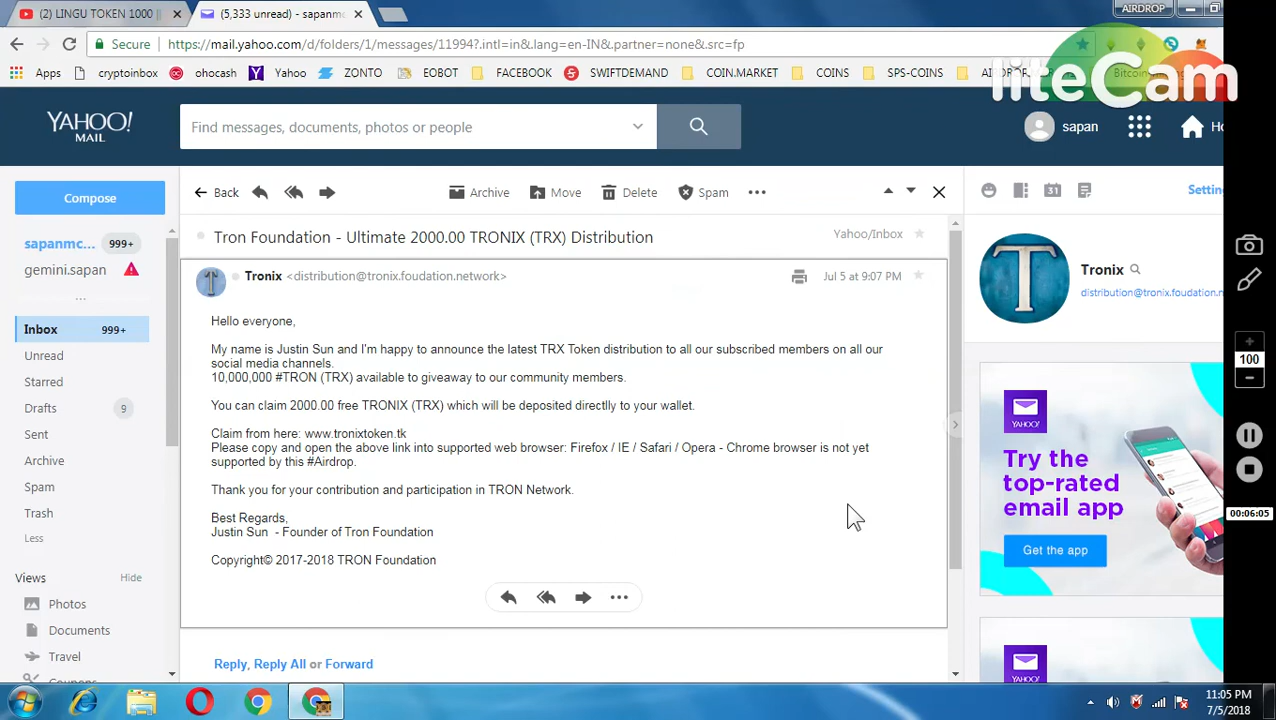 (2) LINGU TOKEN 1000
(5,333 unread) - sapanm
AIRDROP
Secure
https://mail.yahoo.com/d/folders/1/messages/11994?.intl=in&.lang=en-IN&.partner=none&.src=fp
Apps cryptoinbox ohocash Yahoo ZONTO EOBOT FACEBOOK SWIFTDEMAND COIN.MARKET COINS SPS-COINS
liteCam
YAHOO!
MAIL
Find messages, documents, photos or people
sapan
Ho
Compose
sapanmc... 999+
gemini.sapan
...
Inbox 999+
Unread
Starred
Drafts 9
Sent
Archive
Spam
Trash
Less
Views Hide
Photos
Documents
Travel
Back Archive Move Delete Spam
Tron Foundation - Ultimate 2000.00 TRONIX (TRX) Distribution
Yahoo/Inbox
Tronix <distribution@tronix.foudation.network>
Jul 5 at 9:07 PM
Hello everyone,
My name is Justin Sun and I'm happy to announce the latest TRX Token distribution to all our subscribed members on all our
social media channels.
10,000,000 #TRON (TRX) available to giveaway to our community members.
You can claim 2000.00 free TRONIX (TRX) which will be deposited directlly to your wallet.
Claim from here: www.tronixtoken.tk
Please copy and open the above link into supported web browser: Firefox / IE / Safari / Opera - Chrome browser is not yet
supported by this #Airdrop.
Thank you for your contribution and participation in TRON Network.
Best Regards,
Justin Sun - Founder of Tron Foundation
Copyright© 2017-2018 TRON Foundation
Reply, Reply All or Forward
Settin
31
T
Tronix
distribution@tronix.foudation.n
YAHOO!
Try the
top-rated
email app
Get the app
YAHOO!
100
00:06:05
11:05 PM
7/5/2018